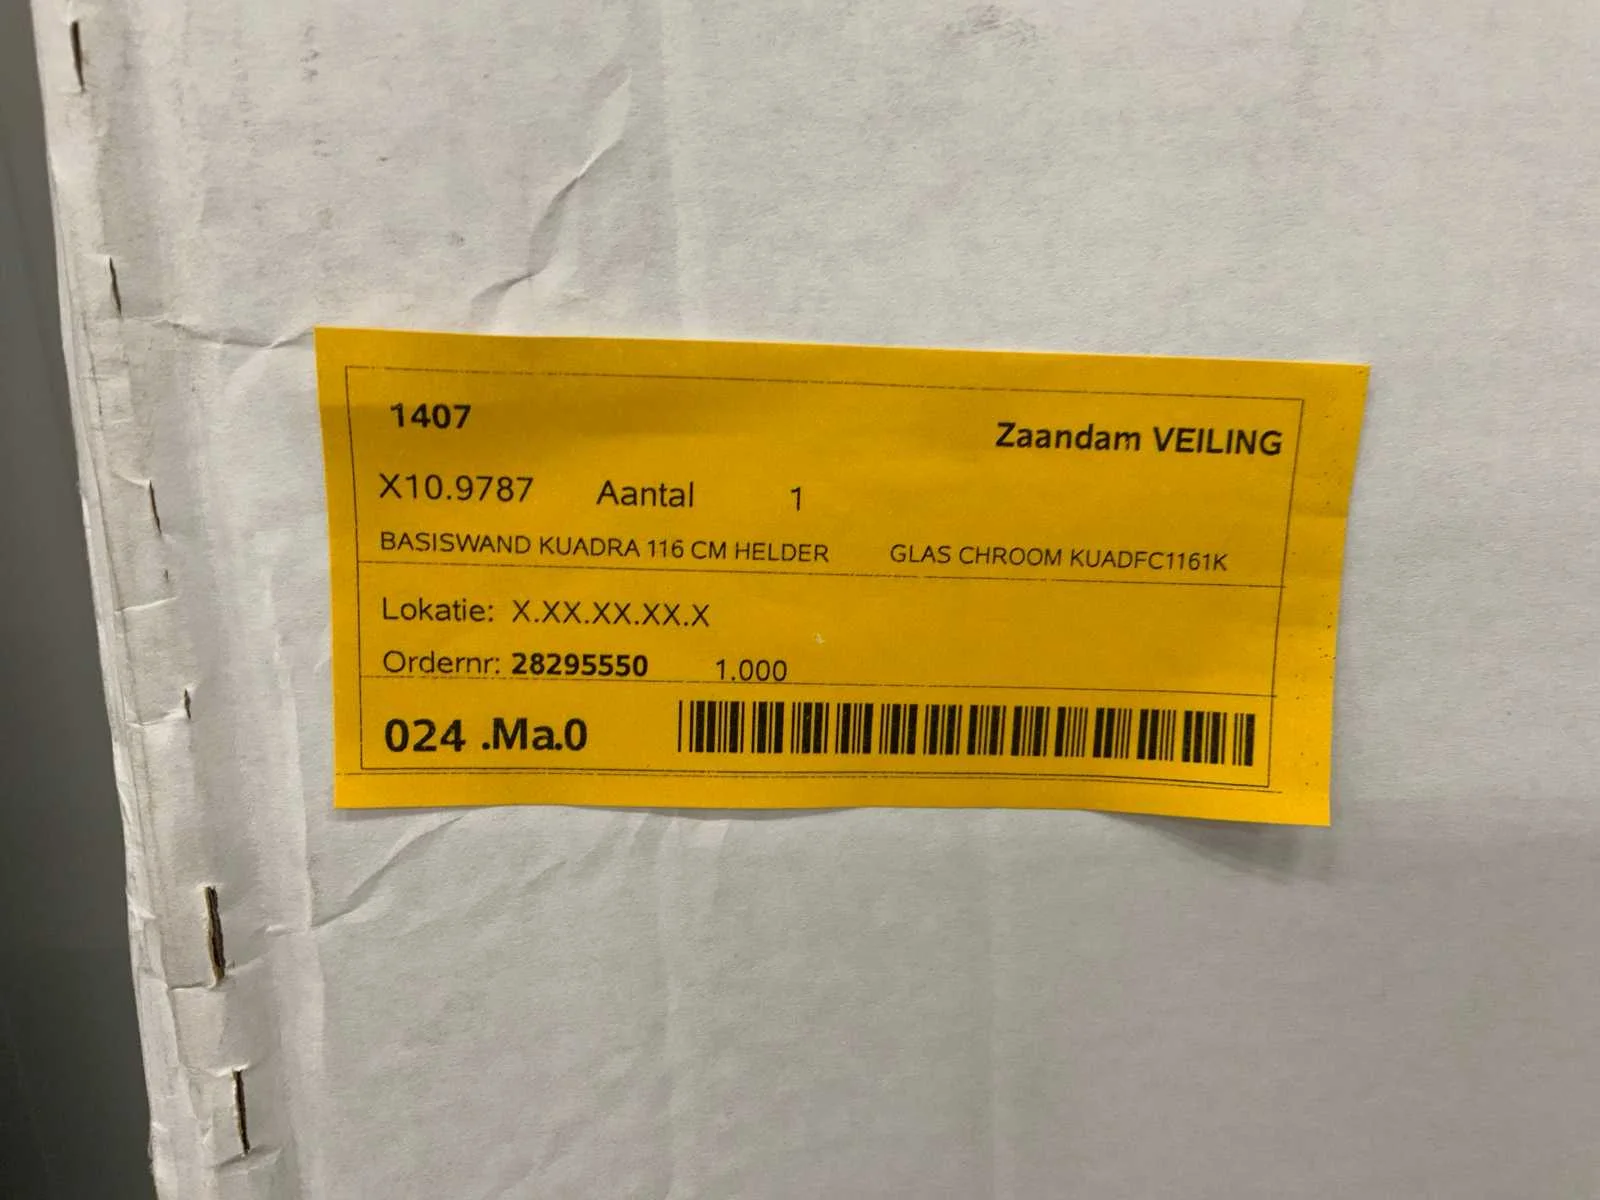 1407
Zaandam VEILING
X10.9787 Aantal 1
BASISWAND KUADRA 116 CM HELDER GLAS CHROOM KUADFC1161K
Lokatie: X.XX.XX.XX.X
Ordernr: 28295550 1.000
024 .Ma.0